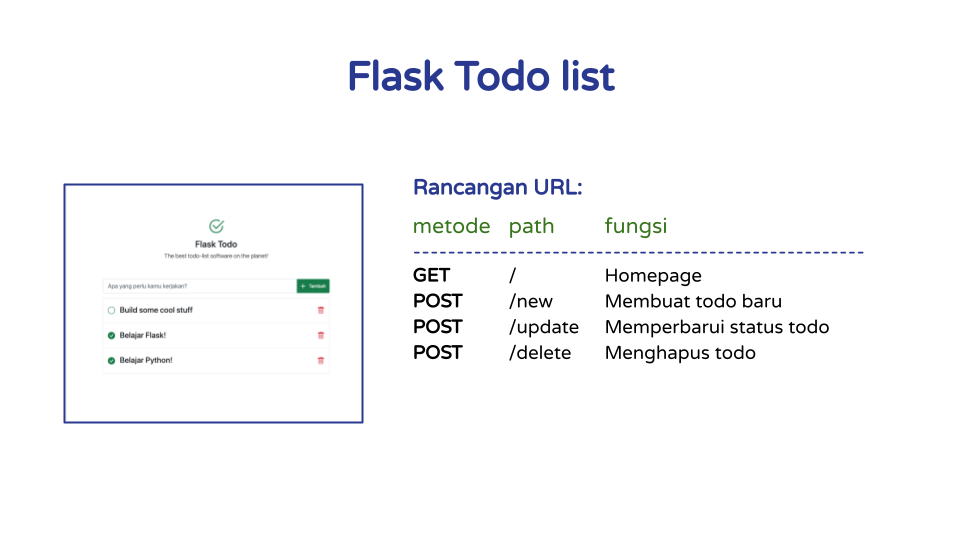 Flask Todo list
Flask Todo
The best todo-list software on the planet!
Apa yang perlu kamu kerjakan?
+ Tambah
Build some cool stuff
Belajar Flask!
Belajar Python!
Rancangan URL:
metode path fungsi
--------------------------------------------------
GET / Homepage
POST /new Membuat todo baru
POST /update Memperbarui status todo
POST /delete Menghapus todo